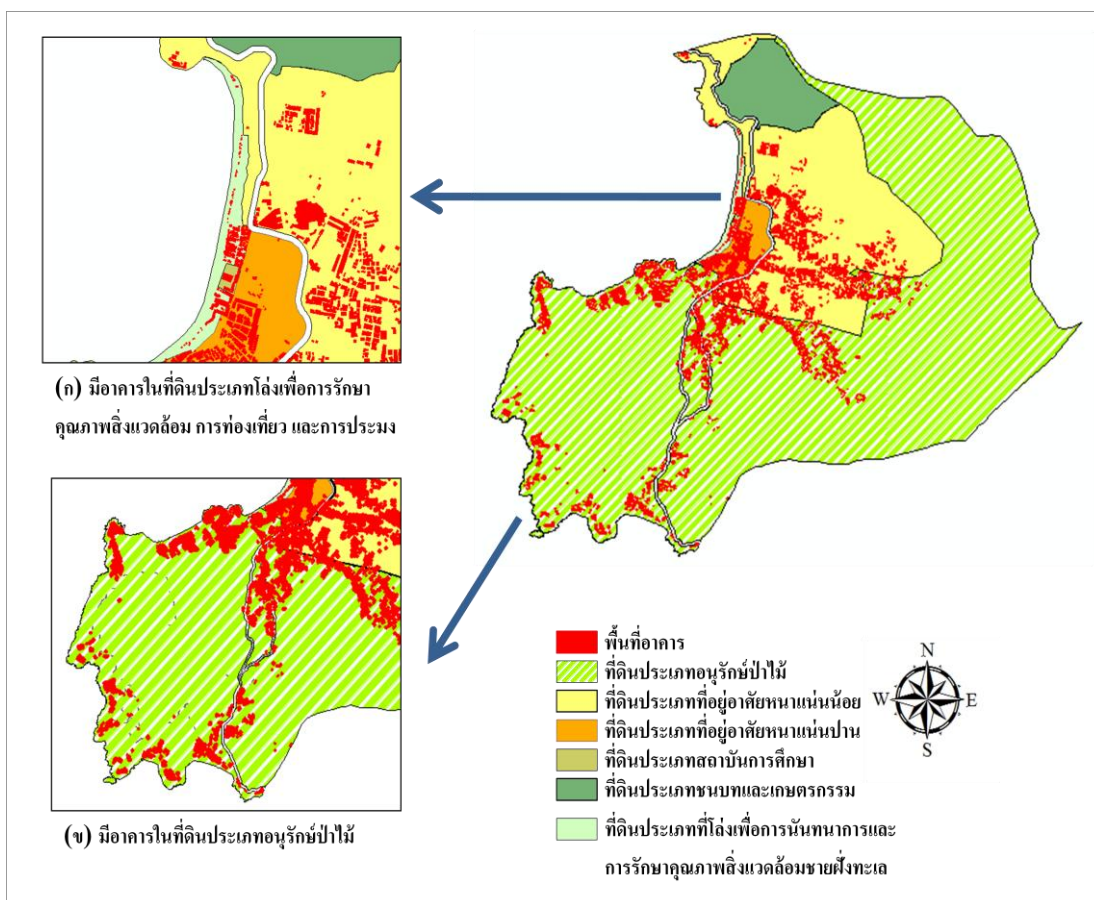 (ก) มีอาคารในที่ดินประเภทโล่งเพื่อการรักษา
คุณภาพสิ่งแวดล้อม การท่องเที่ยว และการประมง
(ข) มีอาคารในที่ดินประเภทอนุรักษ์ป่าไม้
พื้นที่อาคาร
ที่ดินประเภทอนุรักษ์ป่าไม้
ที่ดินประเภทที่อยู่อาศัยหนาแน่นน้อย
ที่ดินประเภทที่อยู่อาศัยหนาแน่นปาน
ที่ดินประเภทสถาบันการศึกษา
ที่ดินประเภทชนบทและเกษตรกรรม
ที่ดินประเภทที่โล่งเพื่อการนันทนาการและ
การรักษาคุณภาพสิ่งแวดล้อมชายฝั่งทะเล
N
W E
S